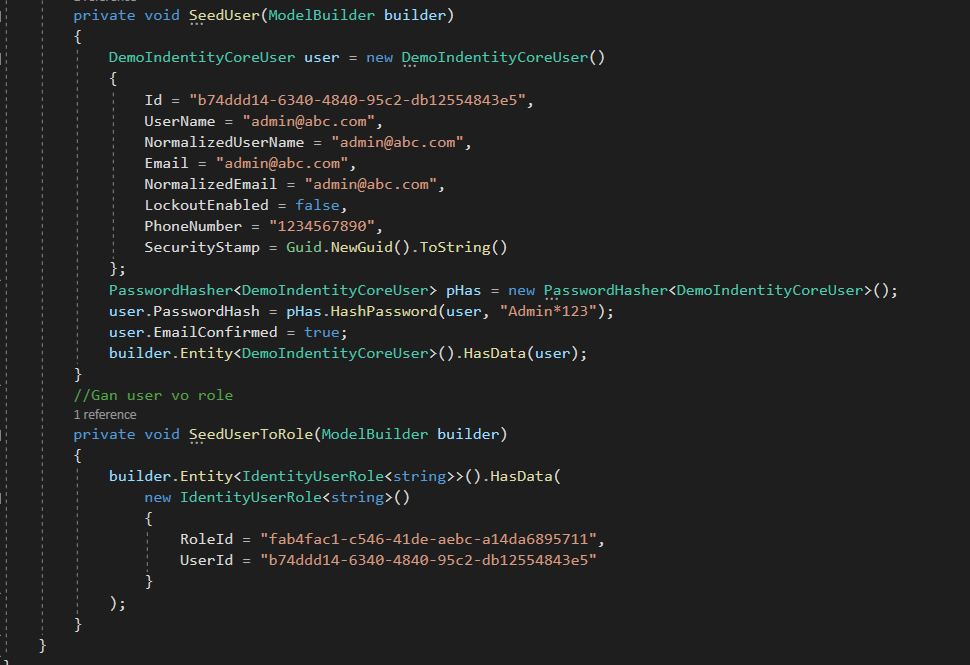 private void SeedUser(ModelBuilder builder)
{
DemoIndentityCoreUser user = new DemoIndentityCoreUser()
{
Id = "b74ddd14-6340-4840-95c2-db12554843e5",
UserName = "admin@abc.com",
NormalizedUserName = "admin@abc.com",
Email = "admin@abc.com",
NormalizedEmail = "admin@abc.com",
LockoutEnabled = false,
PhoneNumber = "1234567890",
SecurityStamp = Guid.NewGuid().ToString()
};
PasswordHasher<DemoIndentityCoreUser> pHas = new PasswordHasher<DemoIndentityCoreUser>();
user.PasswordHash = pHas.HashPassword(user, "Admin*123");
user.EmailConfirmed = true;
builder.Entity<DemoIndentityCoreUser>().HasData(user);
}
//Gan user vo role
1 reference
private void SeedUserToRole(ModelBuilder builder)
{
builder.Entity<IdentityUserRole<string>>().HasData(
new IdentityUserRole<string>()
{
RoleId = "fab4fac1-c546-41de-aebc-a14da6895711",
UserId = "b74ddd14-6340-4840-95c2-db12554843e5"
}
);
}
}